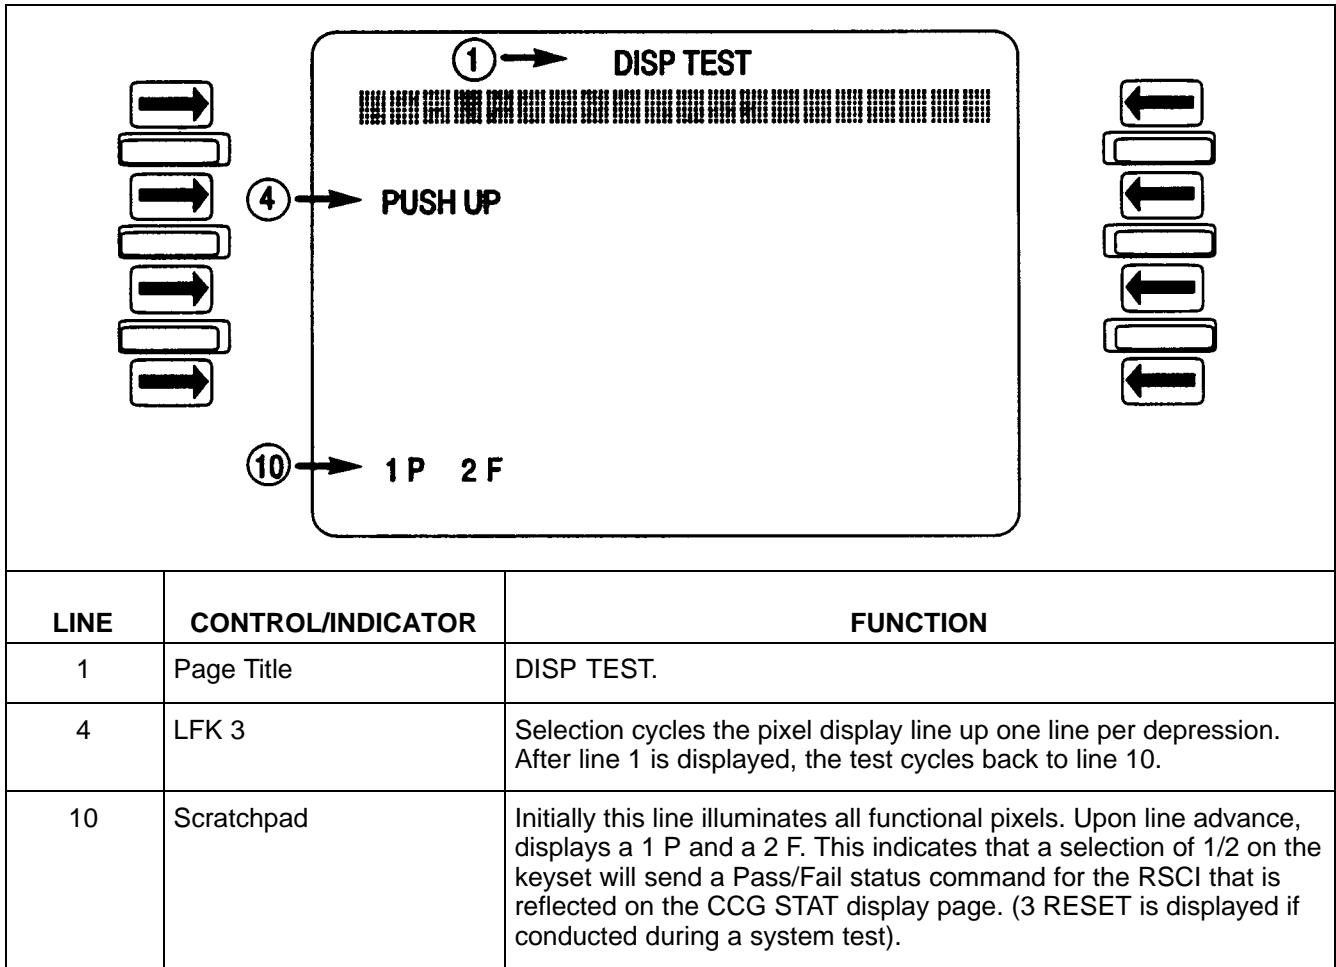 1 DISP TEST
4 PUSH UP
10 1 P 2 F
LINE CONTROL/INDICATOR FUNCTION
1 Page Title DISP TEST.
4 LFK 3 Selection cycles the pixel display line up one line per depression.
After line 1 is displayed, the test cycles back to line 10.
10 Scratchpad Initially this line illuminates all functional pixels. Upon line advance,
displays a 1 P and a 2 F. This indicates that a selection of 1/2 on the
keyset will send a Pass/Fail status command for the RSCI that is
reflected on the CCG STAT display page. (3 RESET is displayed if
conducted during a system test).